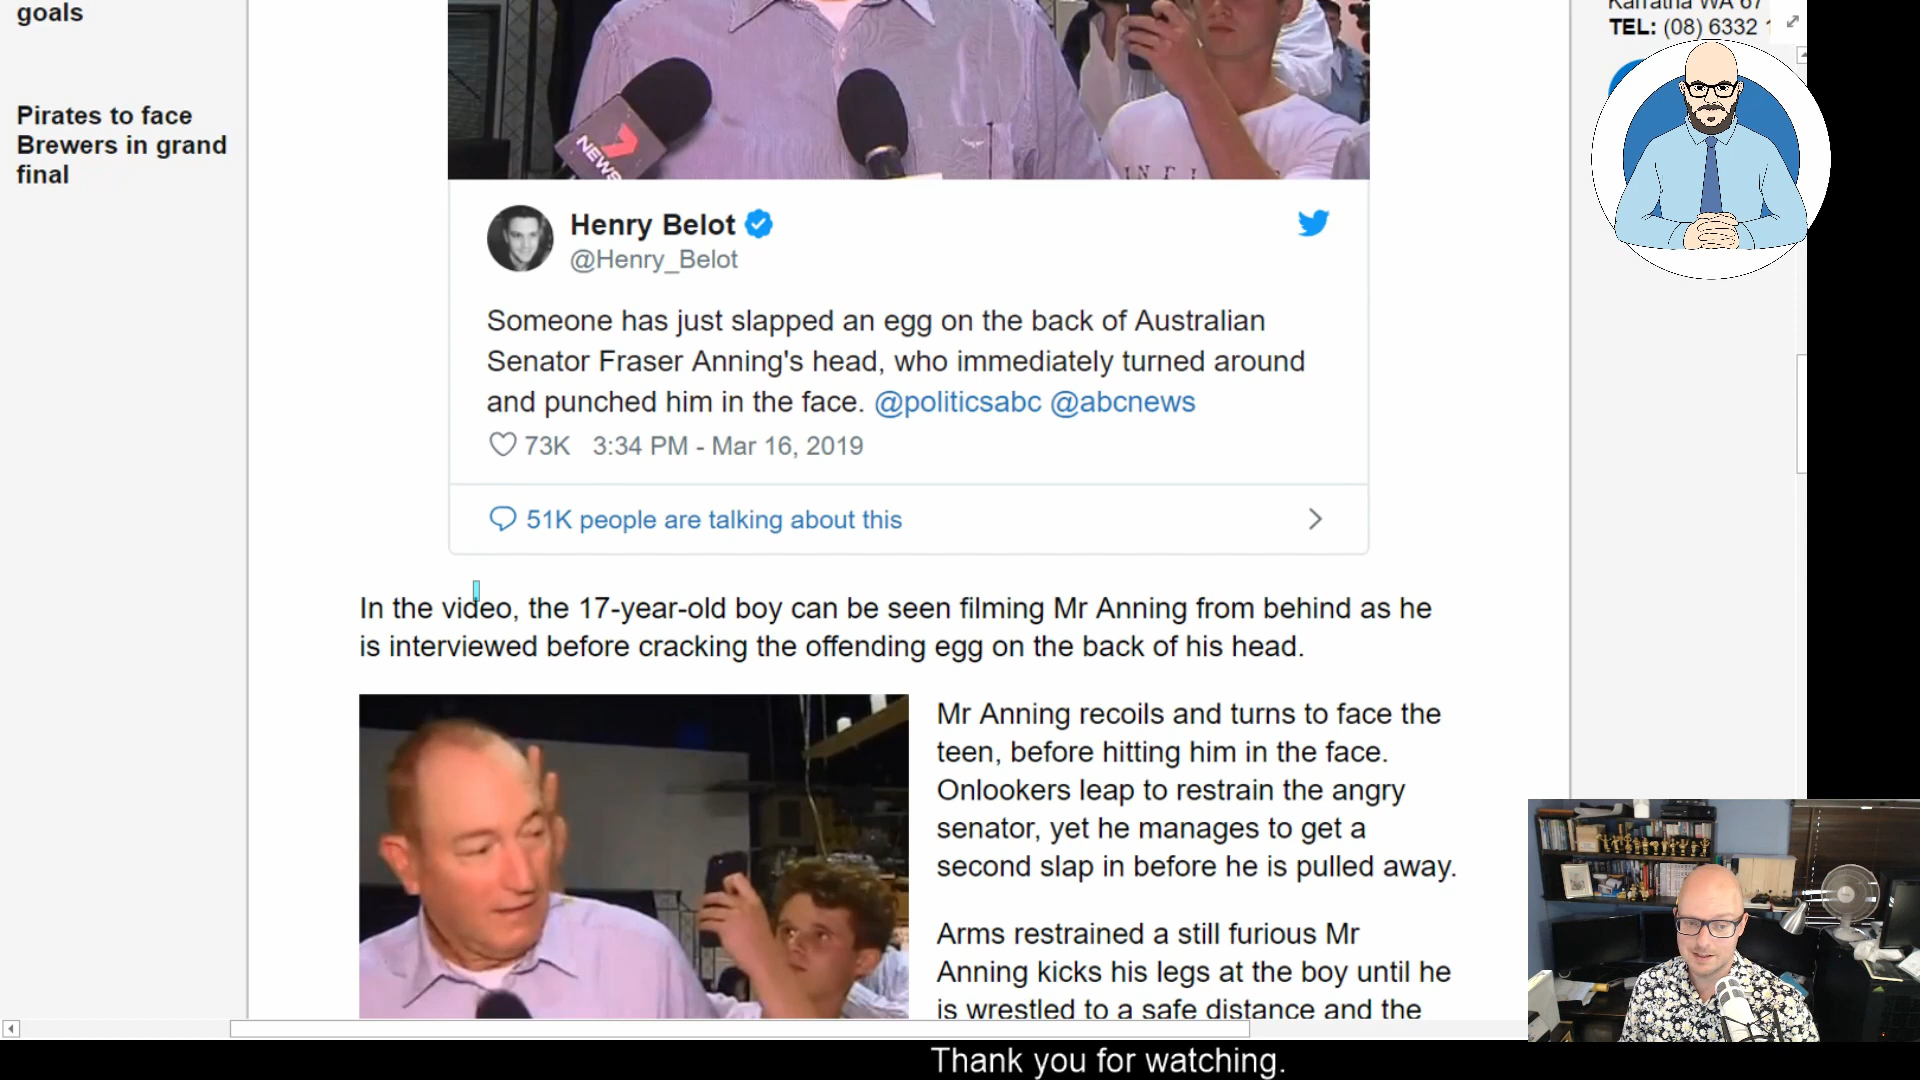 goals
Pirates to face
Brewers in grand
final
TEL: (08) 6332
7
NEWS
Henry Belot
@Henry_Belot
Someone has just slapped an egg on the back of Australian
Senator Fraser Anning's head, who immediately turned around
and punched him in the face. @politicsabc @abcnews
73K 3:34 PM - Mar 16, 2019
51K people are talking about this
In the video, the 17-year-old boy can be seen filming Mr Anning from behind as he
is interviewed before cracking the offending egg on the back of his head.
Mr Anning recoils and turns to face the
teen, before hitting him in the face.
Onlookers leap to restrain the angry
senator, yet he manages to get a
second slap in before he is pulled away.
Arms restrained a still furious Mr
Anning kicks his legs at the boy until he
is wrestled to a safe distance and the
Thank you for watching.